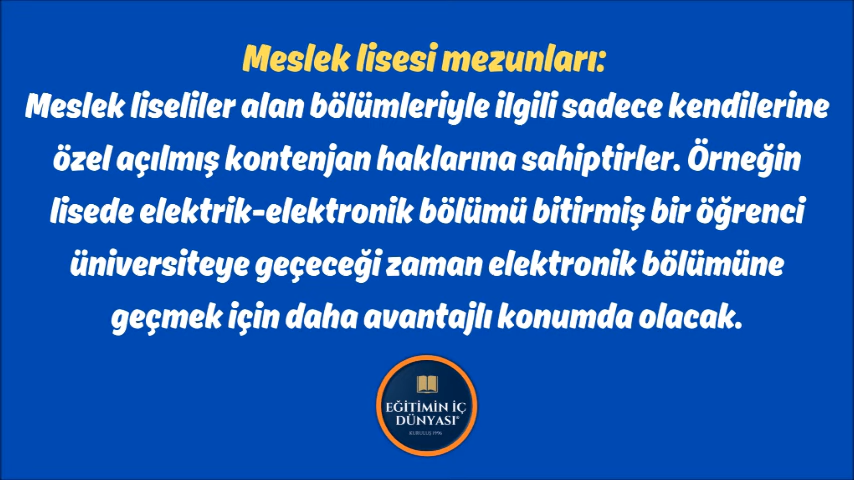 Meslek lisesi mezunları:
Meslek liseliler alan bölümleriyle ilgili sadece kendilerine
özel açılmış kontenjan haklarına sahiptirler. Örneğin
lisede elektrik-elektronik bölümü bitirmiş bir öğrenci
üniversiteye geçeceği zaman elektronik bölümüne
geçmek için daha avantajlı konumda olacak.
EĞİTİMİN İÇ
DÜNYASI®